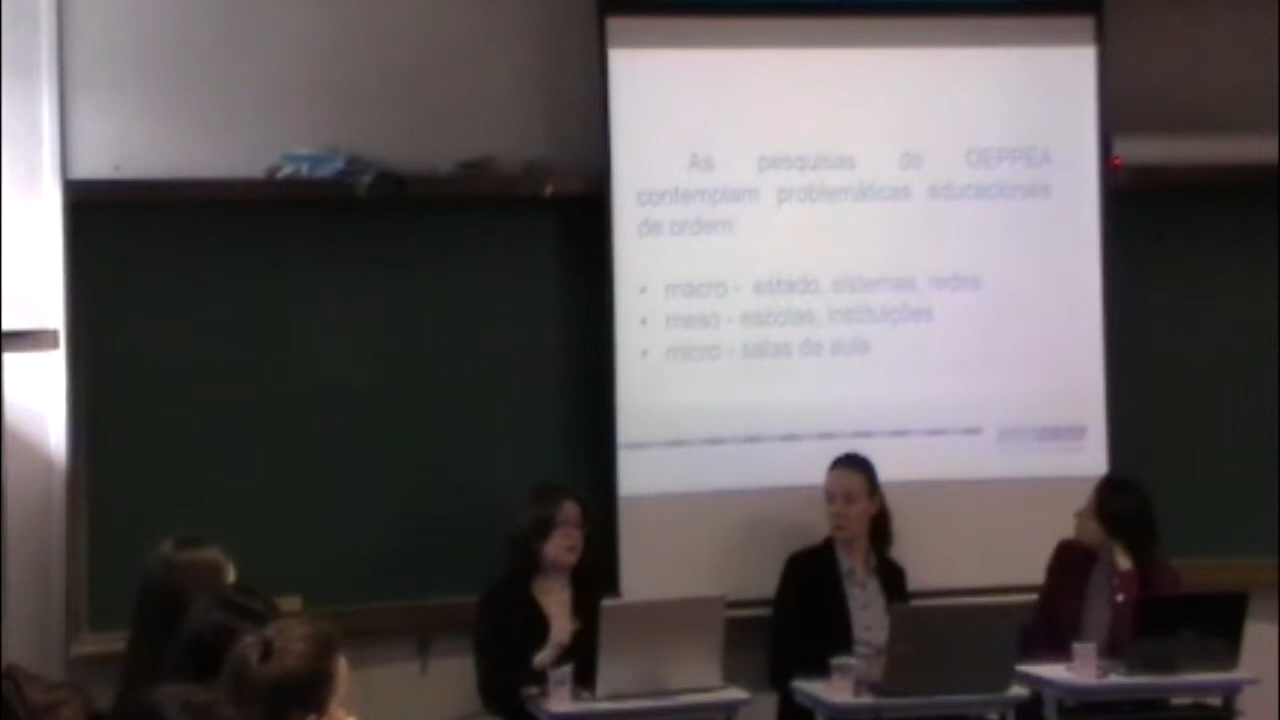 As pesquisas do GEPPEA
contemplam problemáticas educacionais
de ordem:
• macro - estado, sistemas, redes
• meso - escolas, instituições
• micro - salas de aula